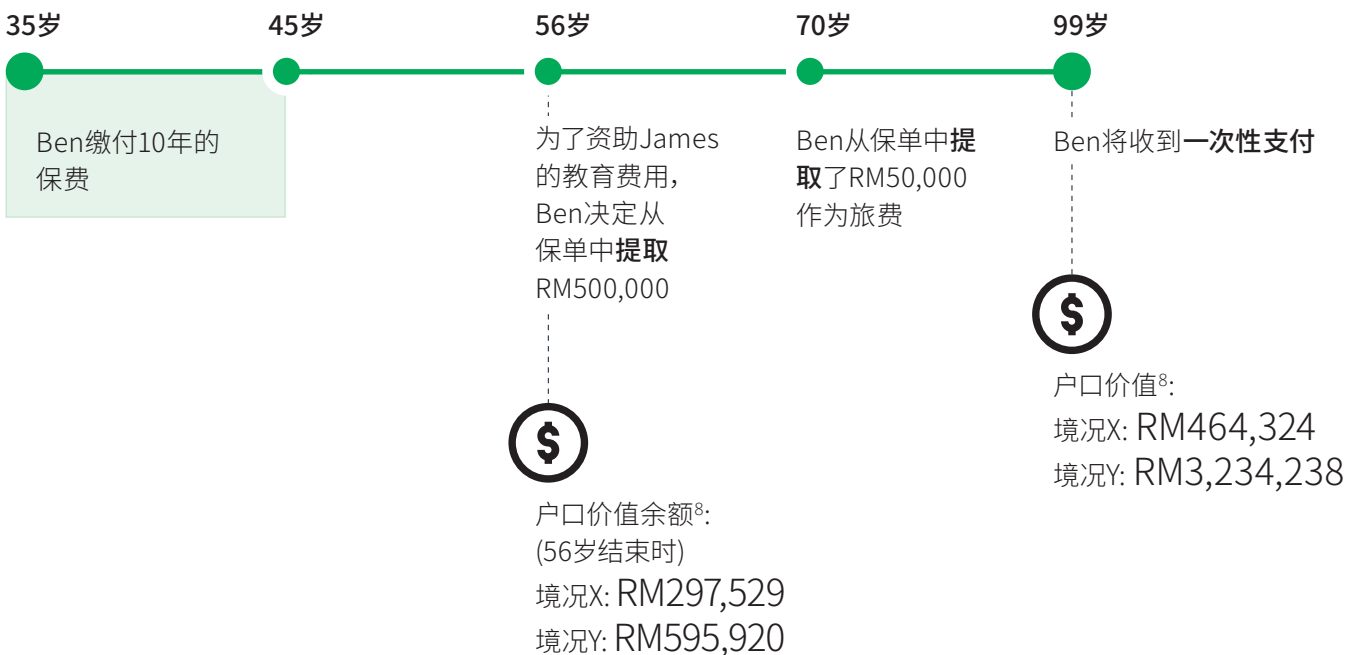 35岁
45岁
56岁
70岁
99岁
Ben缴付10年的
保费
为了资助James
的教育费用，
Ben决定从
保单中提取
RM500,000
$
户口价值余额⁸:
(56岁结束时)
境况X: RM297,529
境况Y: RM595,920
Ben从保单中提
取了RM50,000
作为旅费
Ben将收到一次性支付
$
户口价值⁸:
境况X: RM464,324
境况Y: RM3,234,238